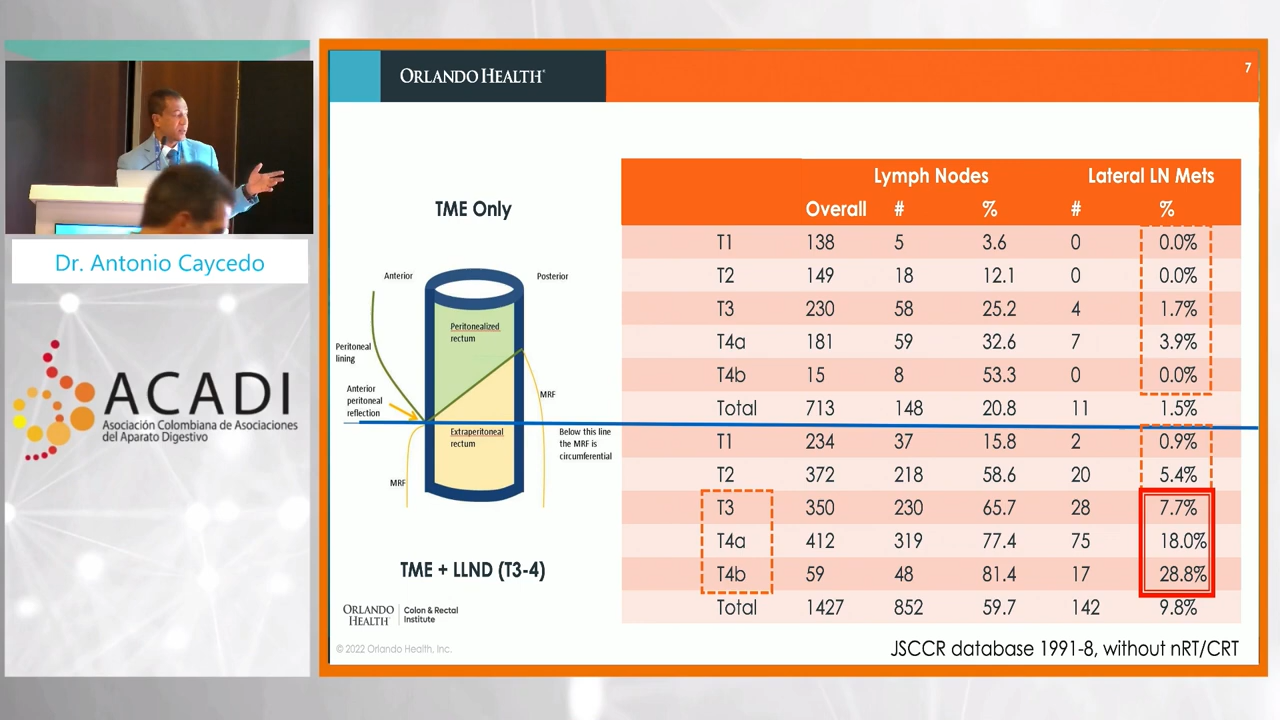 ORLANDO HEALTH®
7
Dr. Antonio Caycedo
ACADI
Asociación Colombiana de Asociaciones
del Aparato Digestivo
TME Only
Anterior
Posterior
Peritonealized
rectum
Peritoneal
lining
Anterior
peritoneal
reflection
MRF
Extraperitoneal
rectum
Below this line
the MRF is
circumferential
MRF
TME + LLND (T3-4)
ORLANDO HEALTH®
Colon & Rectal
Institute
© 2022 Orlando Health, Inc.
Lymph Nodes Lateral LN Mets
Overall # % # %
T1 138 5 3.6 0 0.0%
T2 149 18 12.1 0 0.0%
T3 230 58 25.2 4 1.7%
T4a 181 59 32.6 7 3.9%
T4b 15 8 53.3 0 0.0%
Total 713 148 20.8 11 1.5%
T1 234 37 15.8 2 0.9%
T2 372 218 58.6 20 5.4%
T3 350 230 65.7 28 7.7%
T4a 412 319 77.4 75 18.0%
T4b 59 48 81.4 17 28.8%
Total 1427 852 59.7 142 9.8%
JSCCR database 1991-8, without nRT/CRT